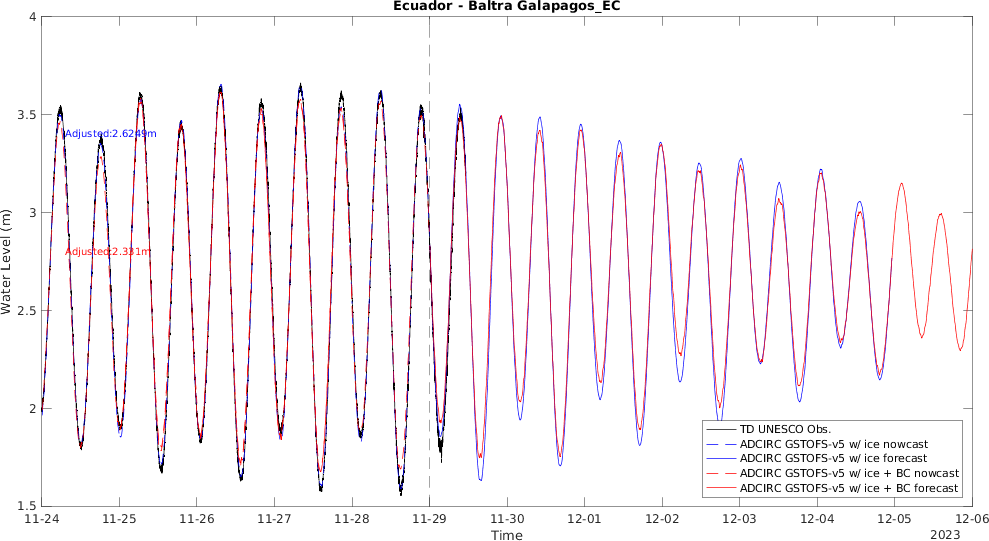 Ecuador - Baltra Galapagos_EC
Water Level (m)
4
3.5
3
2.5
2
1.5
Adjusted:2.6249m
Adjusted:2.331m
TD UNESCO Obs.
ADCIRC GSTOFS-v5 w/ ice nowcast
ADCIRC GSTOFS-v5 w/ ice forecast
ADCIRC GSTOFS-v5 w/ ice + BC nowcast
ADCIRC GSTOFS-v5 w/ ice + BC forecast
11-24 11-25 11-26 11-27 11-28 11-29 11-30 12-01 12-02 12-03 12-04 12-05 12-06
Time
2023